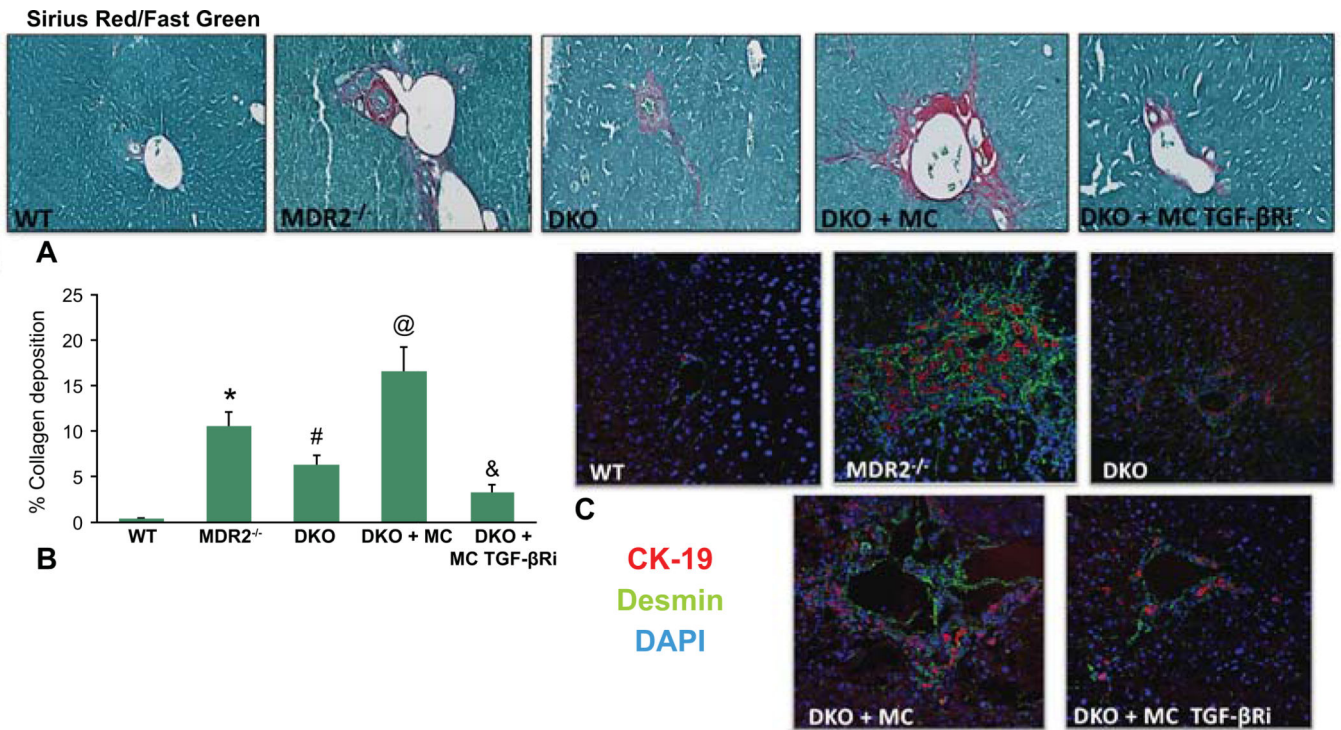 Sirius Red/Fast Green
WT
MDR2-/-
DKO
DKO + MC
DKO + MC TGF-βRi
A
% Collagen deposition
25
20
15
10
5
0
*
#
@
&
WT
MDR2-/-
DKO
DKO + MC
DKO +
MC TGF-βRi
B
WT
MDR2-/-
DKO
C
CK-19
Desmin
DAPI
DKO + MC
DKO + MC TGF-βRi